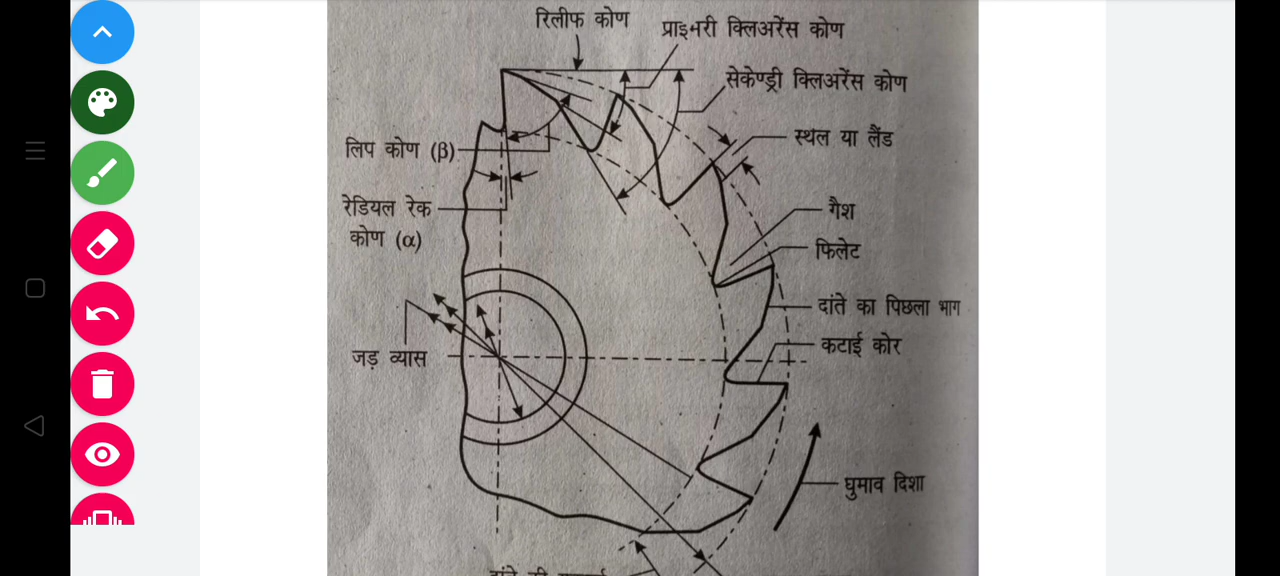 रिलीफ कोण
प्राइमरी क्लिअरेंस कोण
सेकेण्ड्री क्लिअरेंस कोण
स्थल या लैंड
लिप कोण (β)
रेडियल रेक
कोण (α)
गैश
फिलेट
दांते का पिछला भाग
कटाई कोर
जड़ व्यास
घुमाव दिशा